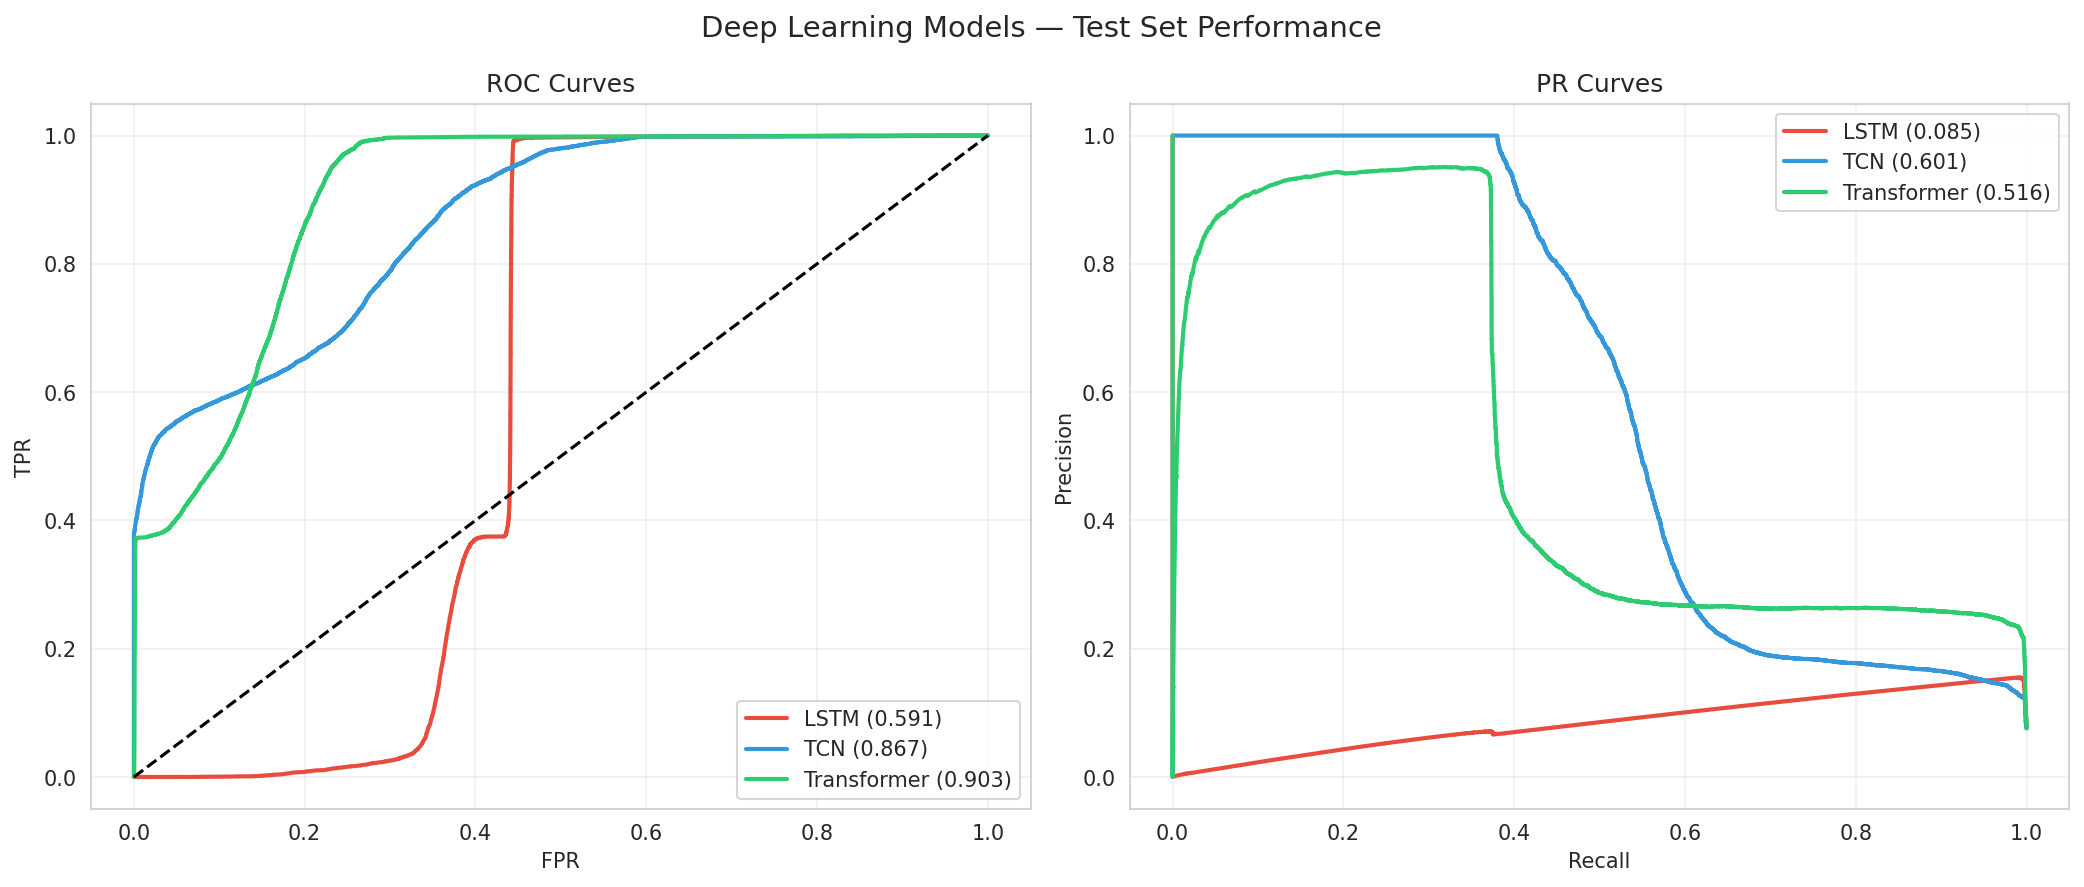 Deep Learning Models — Test Set Performance
ROC Curves
TPR
1.0
0.8
0.6
0.4
0.2
0.0
0.0 0.2 0.4 0.6 0.8 1.0
FPR
LSTM (0.591)
TCN (0.867)
Transformer (0.903)
PR Curves
Precision
1.0
0.8
0.6
0.4
0.2
0.0
0.0 0.2 0.4 0.6 0.8 1.0
Recall
LSTM (0.085)
TCN (0.601)
Transformer (0.516)